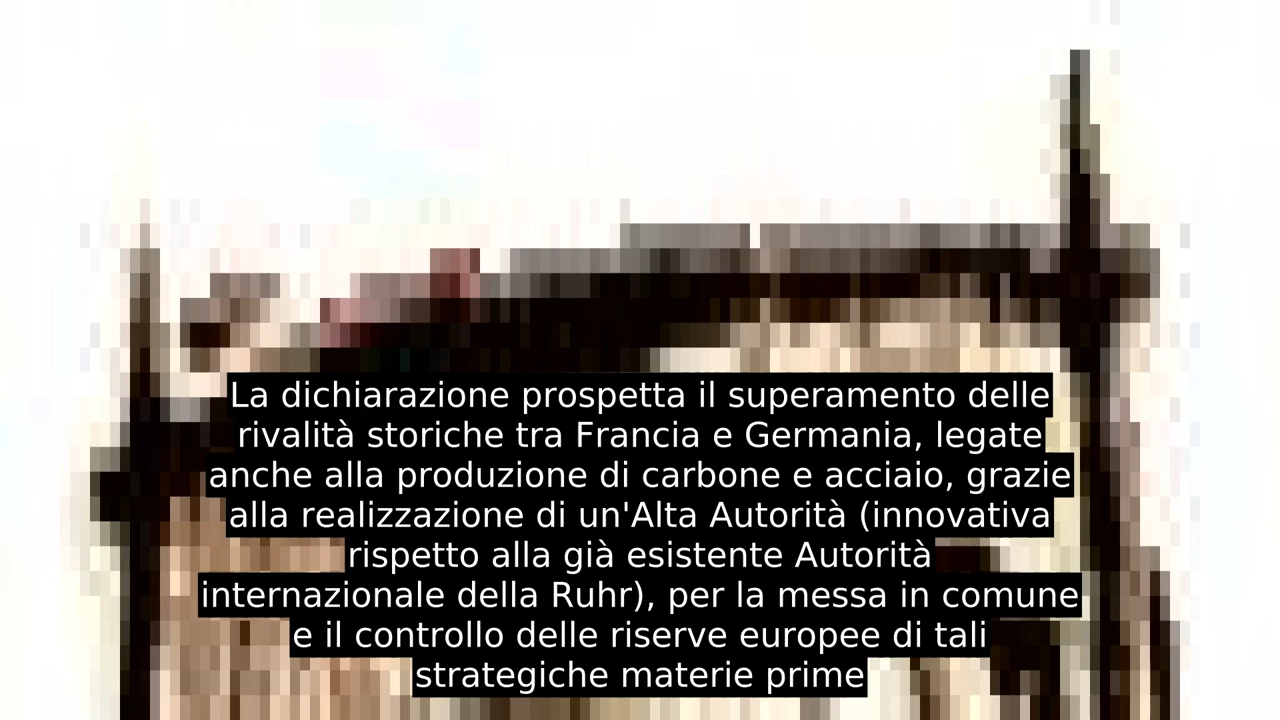 La dichiarazione prospetta il superamento delle
rivalità storiche tra Francia e Germania, legate
anche alla produzione di carbone e acciaio, grazie
alla realizzazione di un'Alta Autorità (innovativa
rispetto alla già esistente Autorità
internazionale della Ruhr), per la messa in comune
e il controllo delle riserve europee di tali
strategiche materie prime